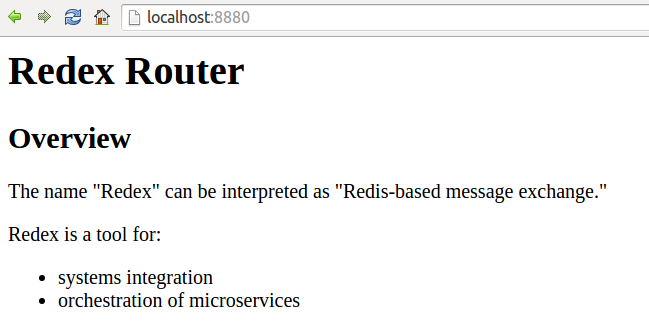 localhost:8880
Redex Router
Overview
The name "Redex" can be interpreted as "Redis-based message exchange."
Redex is a tool for:
• systems integration
• orchestration of microservices